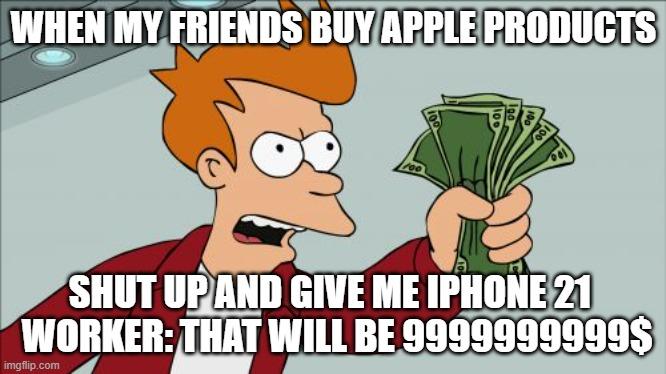 WHEN MY FRIENDS BUY APPLE PRODUCTS
SHUT UP AND GIVE ME IPHONE 21
WORKER: THAT WILL BE 9999999999$
imgflip.com